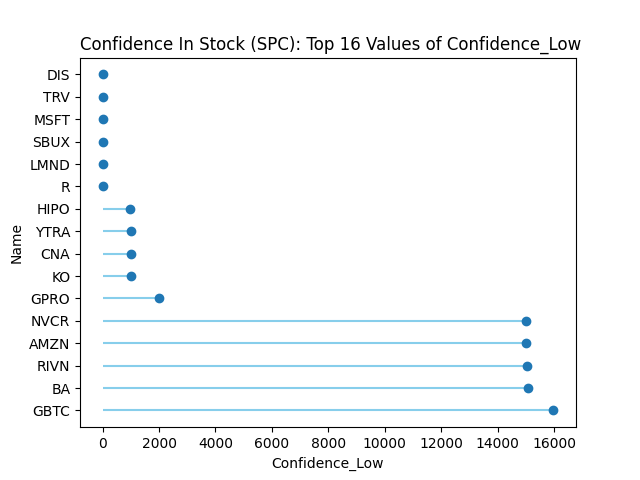 Confidence In Stock (SPC): Top 16 Values of Confidence_Low
DIS
TRV
MSFT
SBUX
LMND
R
HIPO
YTRA
CNA
KO
GPRO
NVCR
AMZN
RIVN
BA
GBTC
Name
0 2000 4000 6000 8000 10000 12000 14000 16000
Confidence_Low